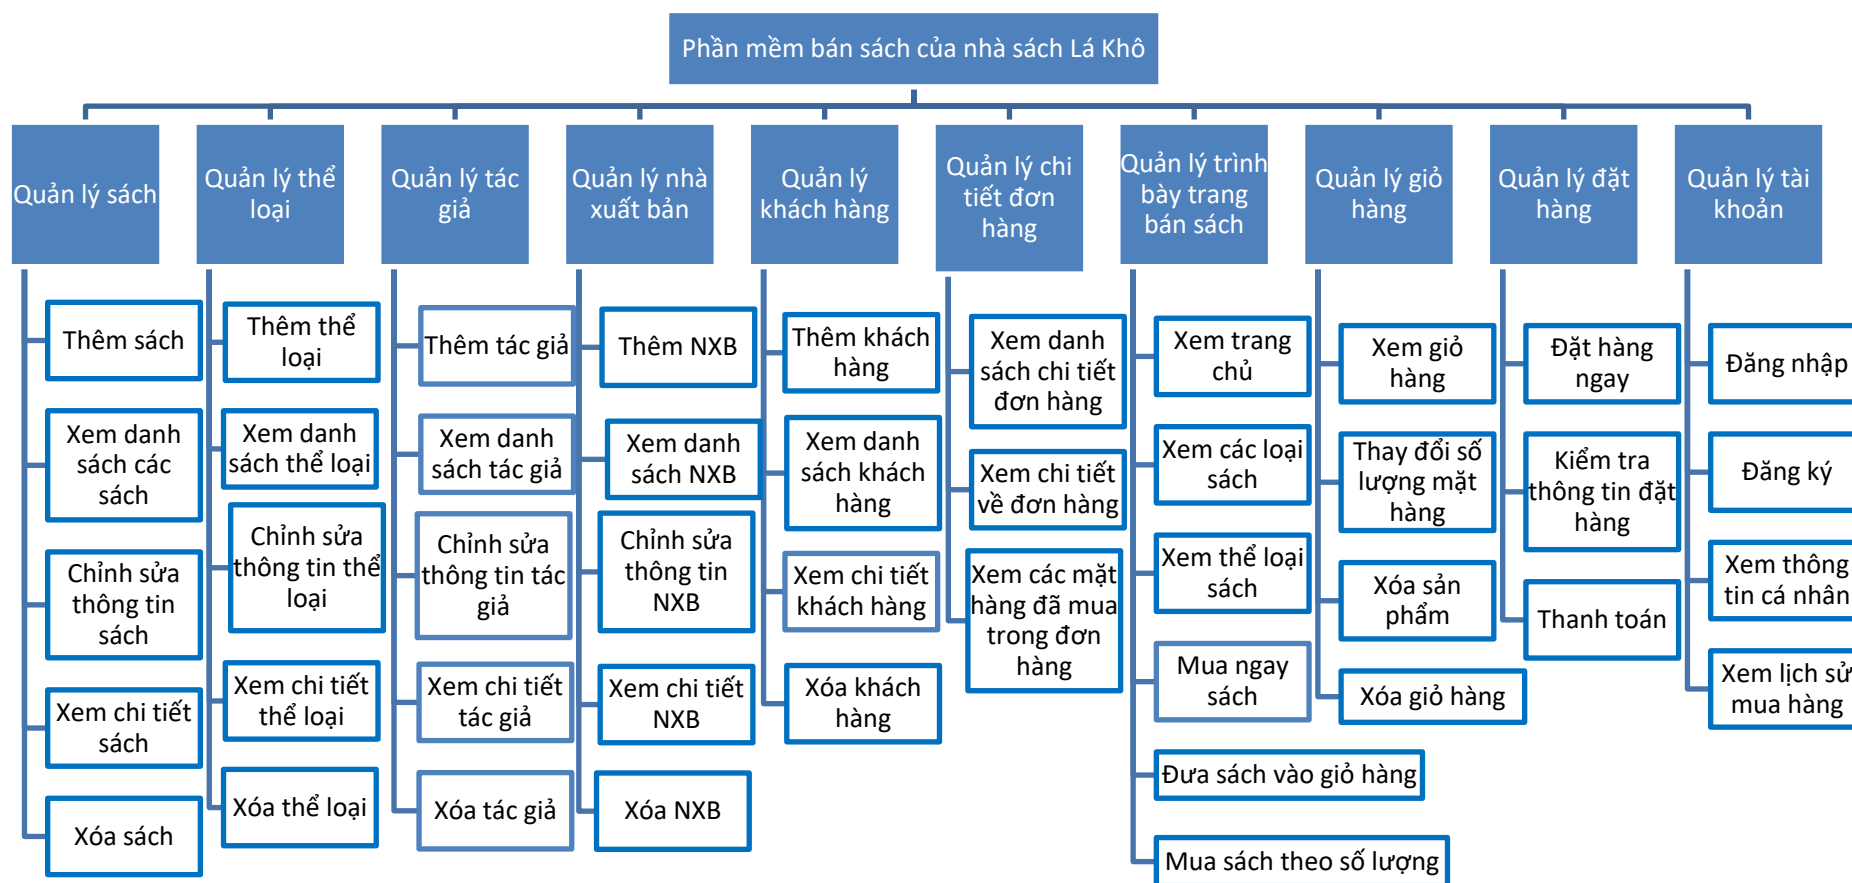 Phần mềm bán sách của nhà sách Lá Khô
Quản lý sách
Thêm sách
Xem danh
sách các
sách
Chỉnh sửa
thông tin
sách
Xem chi tiết
sách
Xóa sách
Quản lý thể
loại
Thêm thể
loại
Xem danh
sách thể loại
Chỉnh sửa
thông tin thể
loại
Xem chi tiết
thể loại
Xóa thể loại
Quản lý tác
giả
Thêm tác giả
Xem danh
sách tác giả
Chỉnh sửa
thông tin tác
giả
Xem chi tiết
tác giả
Xóa tác giả
Quản lý nhà
xuất bản
Thêm NXB
Xem danh
sách NXB
Chỉnh sửa
thông tin
NXB
Xem chi tiết
NXB
Xóa NXB
Quản lý
khách hàng
Thêm khách
hàng
Xem danh
sách khách
hàng
Xem chi tiết
khách hàng
Xóa khách
hàng
Quản lý chi
tiết đơn
hàng
Xem danh
sách chi tiết
đơn hàng
Xem chi tiết
về đơn hàng
Xem các mặt
hàng đã mua
trong đơn
hàng
Quản lý trình
bày trang
bán sách
Xem trang
chủ
Xem các loại
sách
Xem thể loại
sách
Mua ngay
sách
Đưa sách vào giỏ hàng
Mua sách theo số lượng
Quản lý giỏ
hàng
Xem giỏ
hàng
Thay đổi số
lượng mặt
hàng
Xóa sản
phẩm
Xóa giỏ hàng
Quản lý đặt
hàng
Đặt hàng
ngay
Kiểm tra
thông tin đặt
hàng
Thanh toán
Quản lý tài
khoản
Đăng nhập
Đăng ký
Xem thông
tin cá nhân
Xem lịch sử
mua hàng